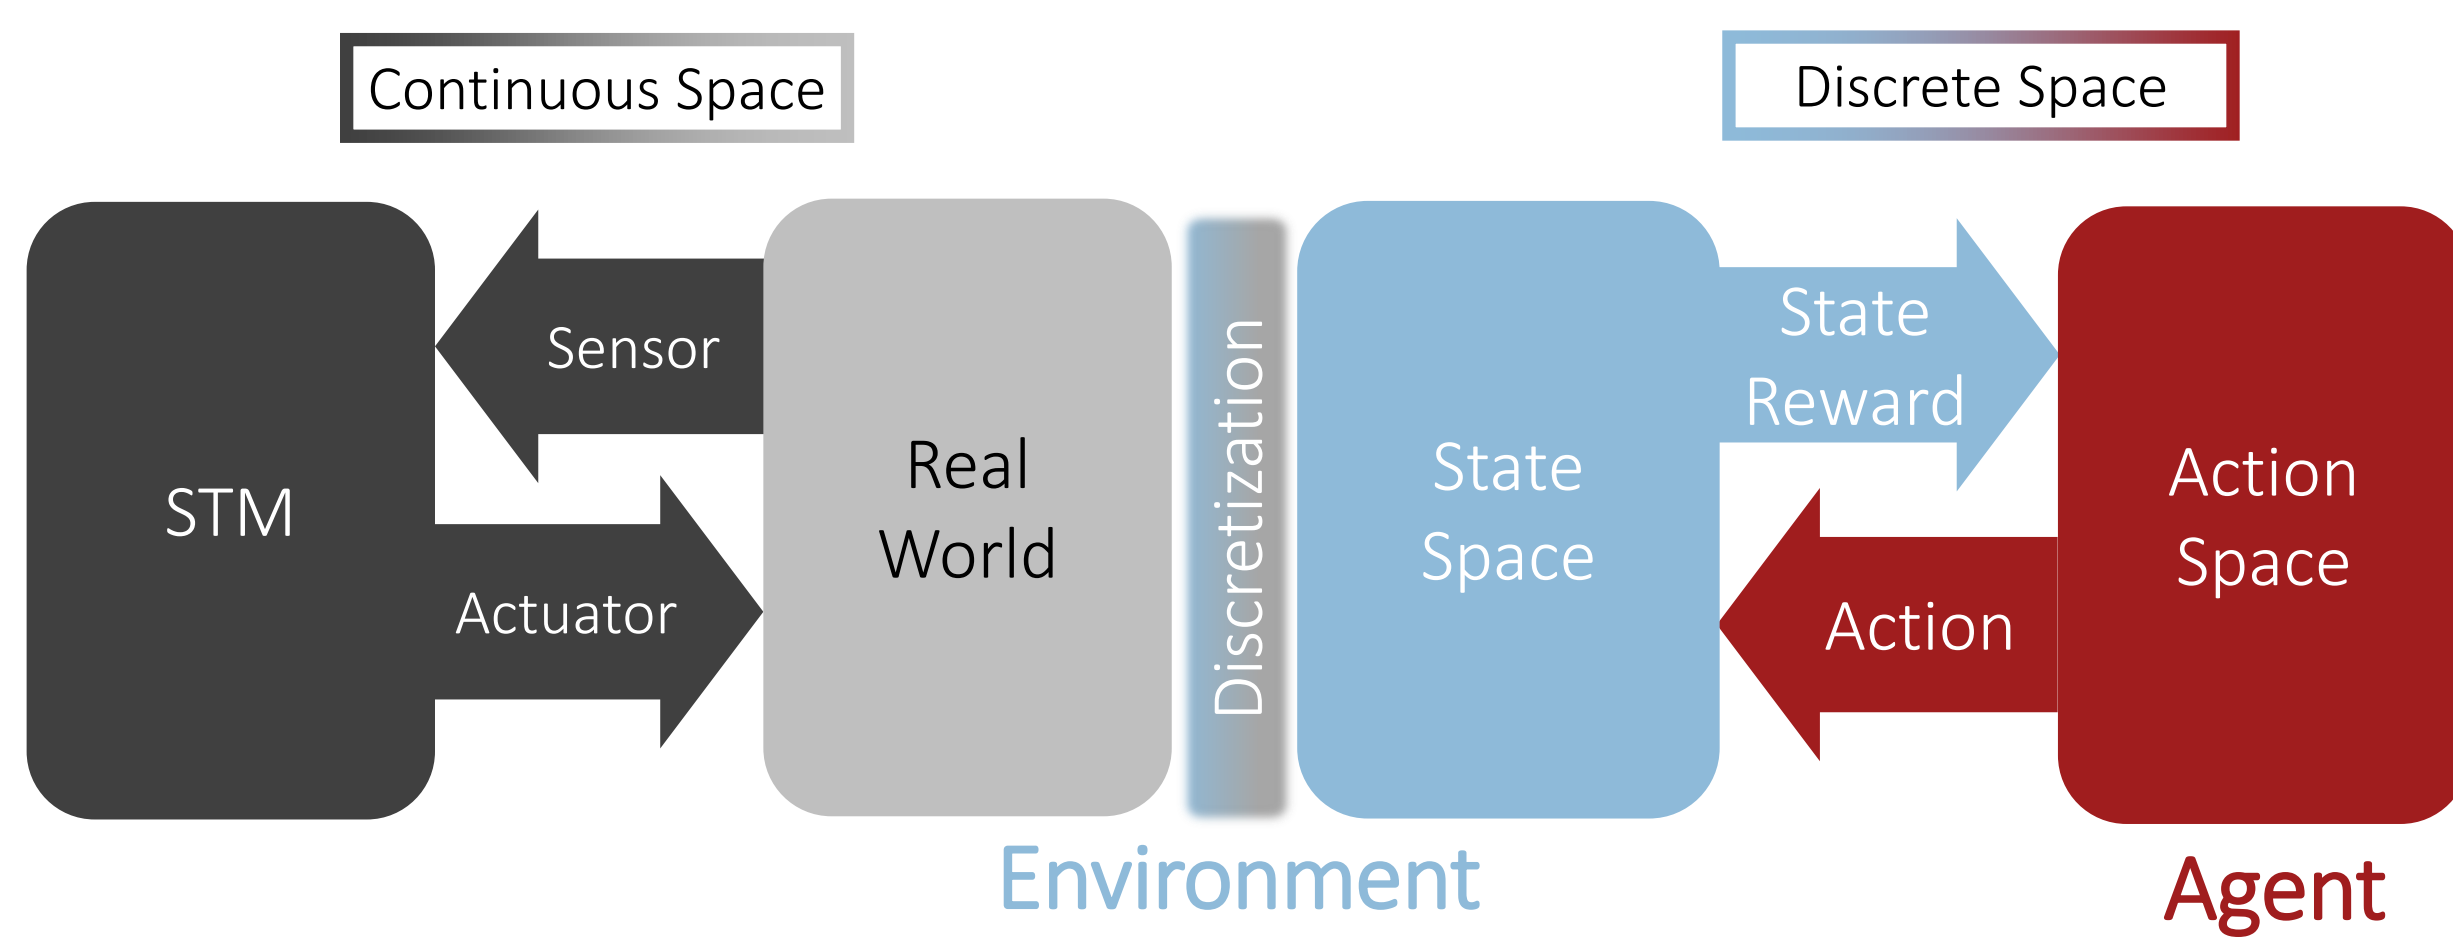 Continuous Space
Discrete Space
STM
Sensor
Actuator
Real
World
Discretization
State
Space
State
Reward
Action
Action
Space
Environment
Agent